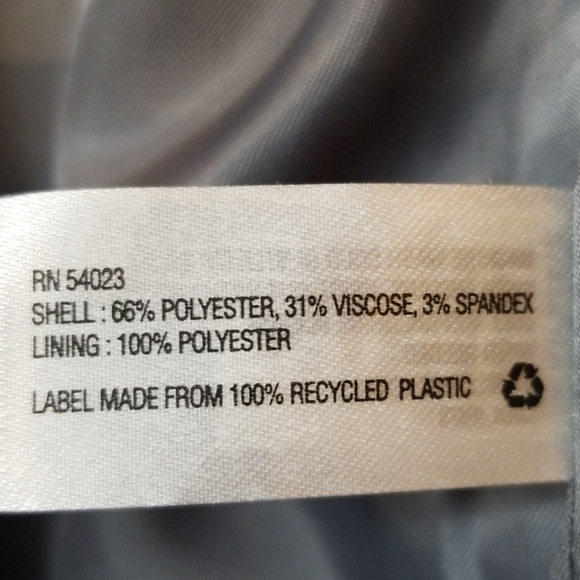 RN 54023
SHELL : 66% POLYESTER, 31% VISCOSE, 3% SPANDEX
LINING : 100% POLYESTER
LABEL MADE FROM 100% RECYCLED PLASTIC